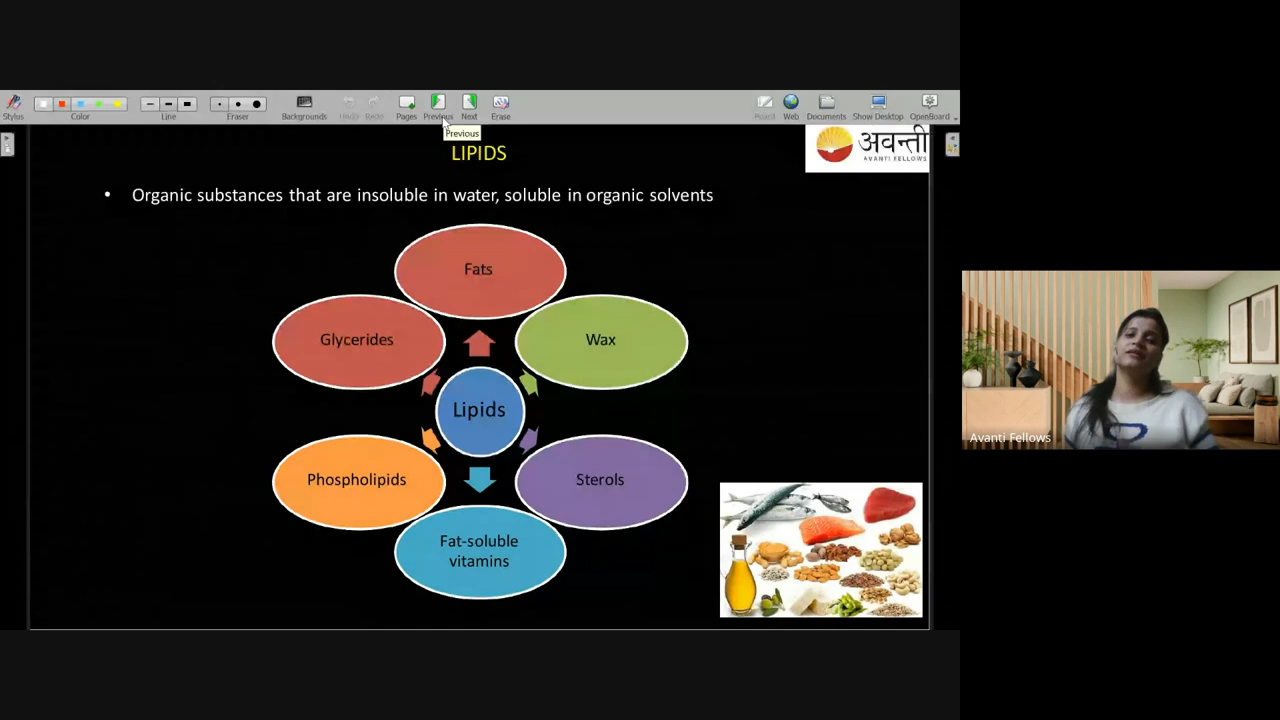 Stylus
Color
Line
Eraser
Backgrounds
Undo
Redo
Pages
Previous
Next
Erase
Board
Web
Documents
Show Desktop
OpenBoard
Previous
LIPIDS
अवन्ती
AVANTI FELLOWS
• Organic substances that are insoluble in water, soluble in organic solvents
Fats
Glycerides
Wax
Lipids
Phospholipids
Sterols
Fat-soluble
vitamins
Avanti Fellows